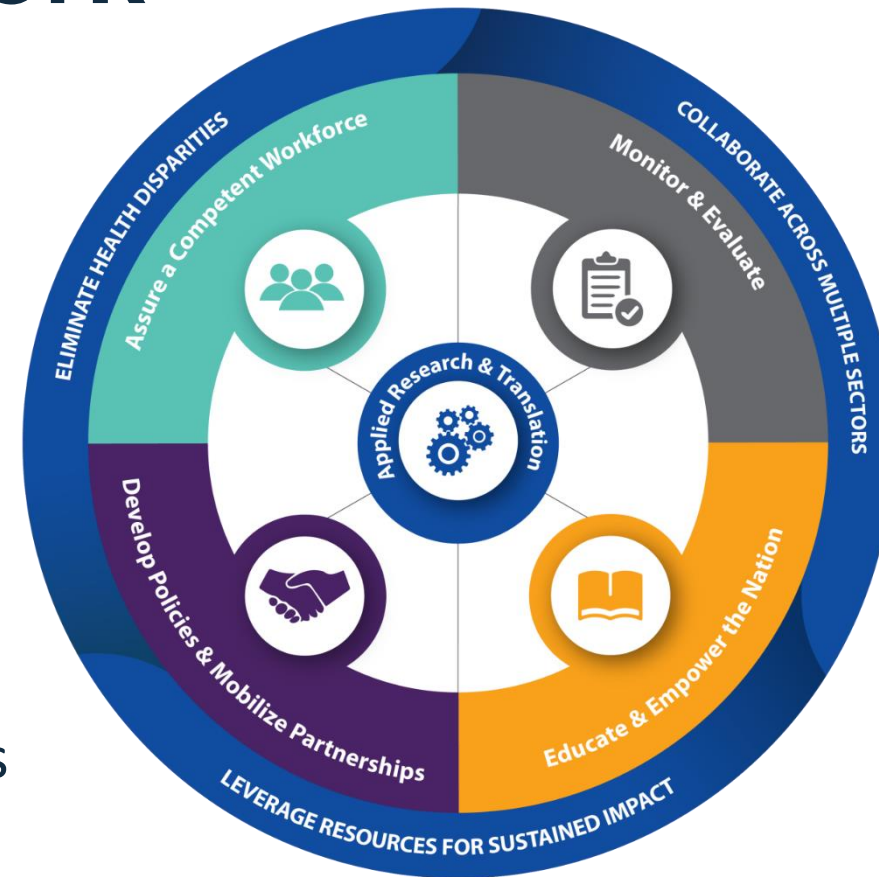 ELIMINATE HEALTH DISPARITIES
COLLABORATE ACROSS MULTIPLE SECTORS
Assure a Competent Workforce
Monitor & Evaluate
Applied Research & Translation
Develop Policies & Mobilize Partnerships
Educate & Empower the Nation
LEVERAGE RESOURCES FOR SUSTAINED IMPACT